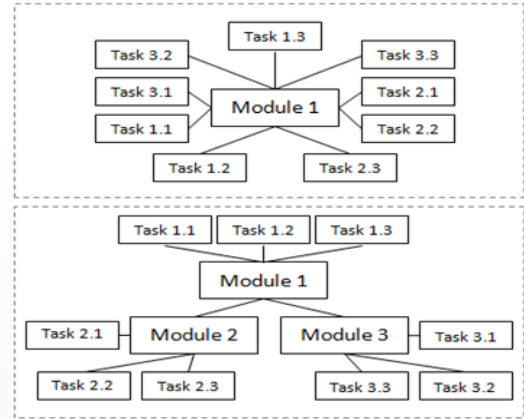 Task 1.3
Task 3.2
Task 3.3
Task 3.1
Module 1
Task 2.1
Task 1.1
Task 2.2
Task 1.2
Task 2.3
Task 1.1
Task 1.2
Task 1.3
Module 1
Task 2.1
Module 2
Module 3
Task 3.1
Task 2.2
Task 2.3
Task 3.3
Task 3.2